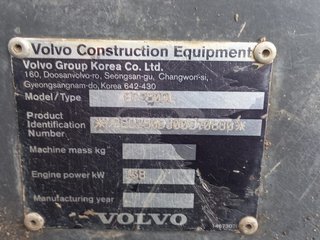 Volvo Construction Equipment
Volvo Group Korea Co. Ltd.
160, Doosanvolvo-ro, Seongsan-gu, Changwon-si,
Gyeongsangnam-do, Korea 642-430
Model/Type
Product
Identification
Number
Machine mass kg
Engine power kW
Manufacturing year
VOLVO